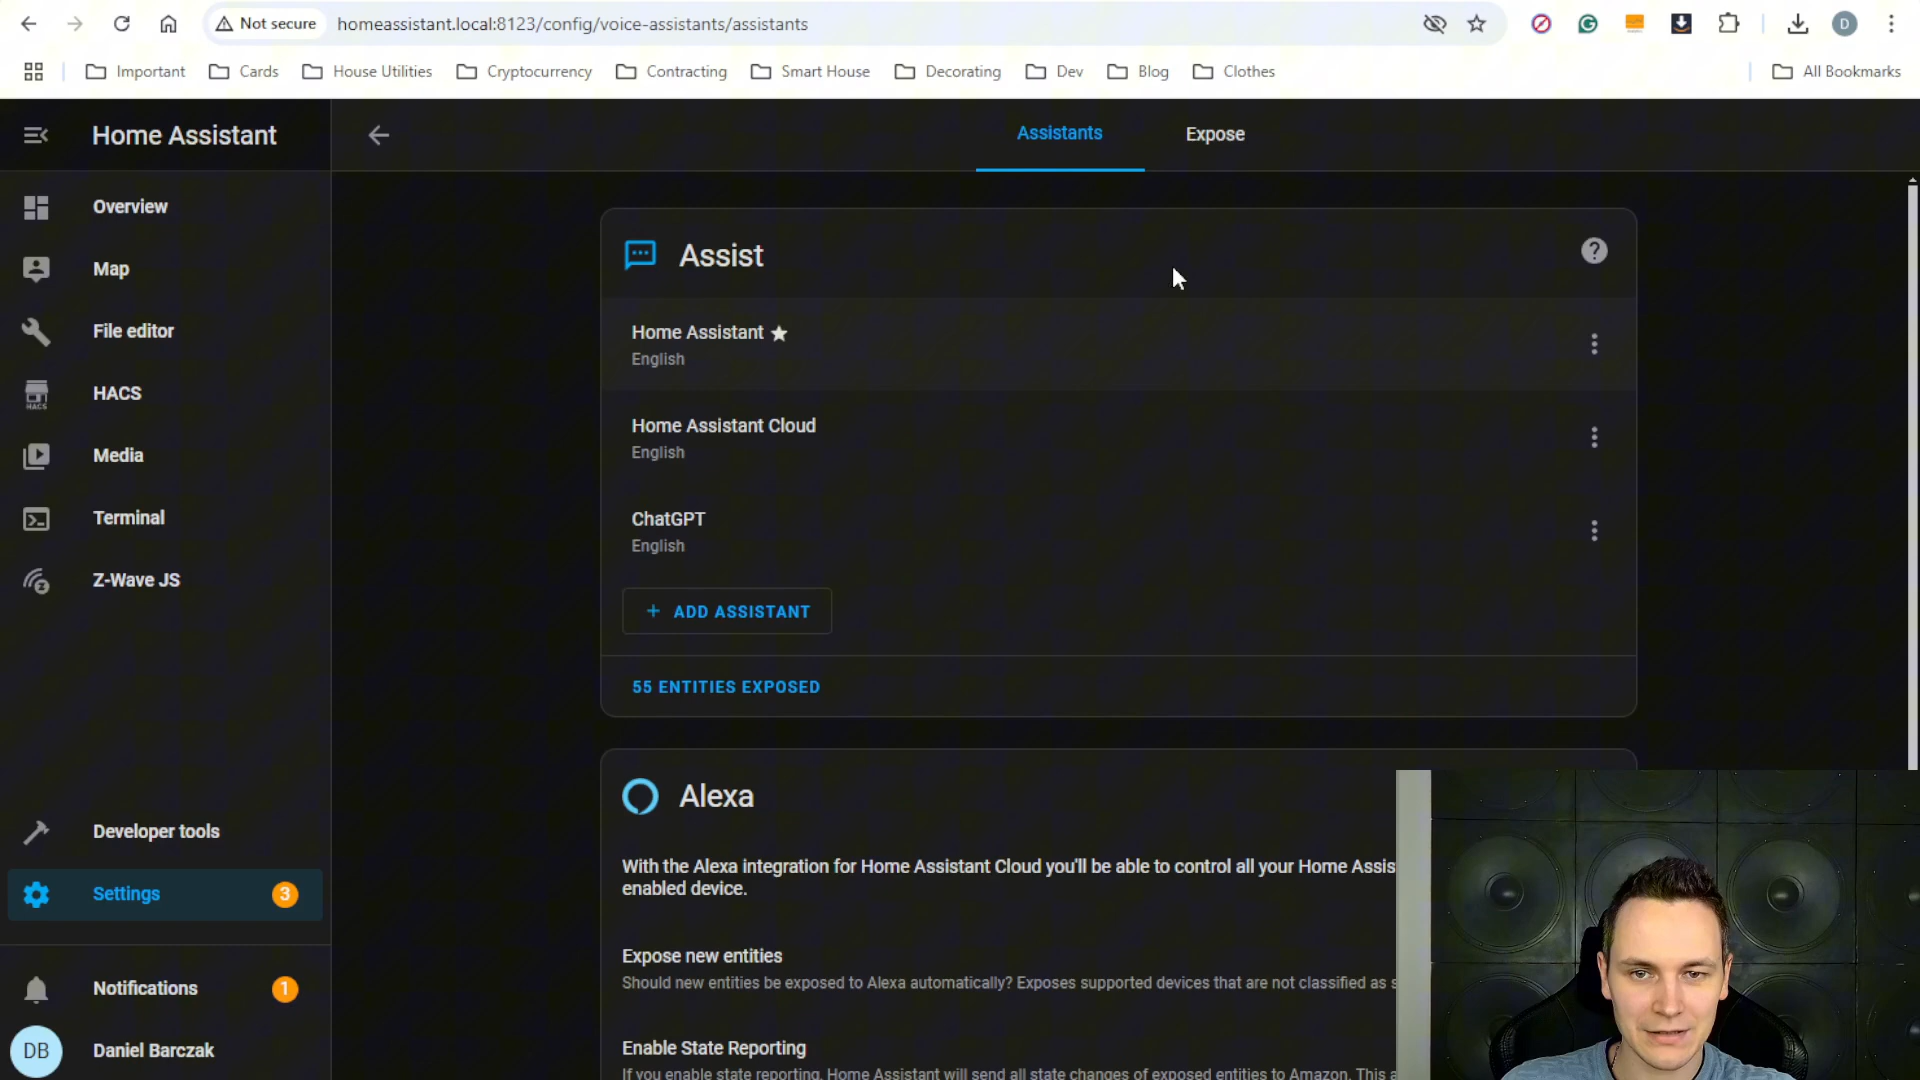 Not secure
homeassistant.local:8123/config/voice-assistants/assistants
D
Important
Cards
House Utilities
Cryptocurrency
Contracting
Smart House
Decorating
Dev
Blog
Clothes
All Bookmarks
Home Assistant
Assistants
Expose
Overview
Map
File editor
HACS
HACS
Media
Terminal
Z-Wave JS
Developer tools
Settings
3
Notifications
1
DB
Daniel Barczak
Assist
Home Assistant
English
Home Assistant Cloud
English
ChatGPT
English
+ ADD ASSISTANT
55 ENTITIES EXPOSED
Alexa
With the Alexa integration for Home Assistant Cloud you'll be able to control all your Home Assis
enabled device.
Expose new entities
Should new entities be exposed to Alexa automatically? Exposes supported devices that are not classified as s
Enable State Reporting
If you enable state reporting, Home Assistant will send all state changes of exposed entities to Amazon. This a